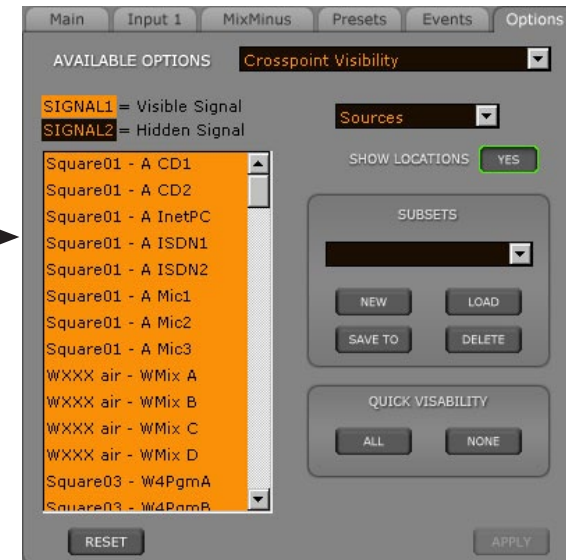 Main Input 1 MixMinus Presets Events Options
AVAILABLE OPTIONS Crosspoint Visibility
SIGNAL1 = Visible Signal
SIGNAL2 = Hidden Signal
Sources
SHOW LOCATIONS YES
Square01 - A CD1
Square01 - A CD2
Square01 - A InetPC
Square01 - A ISDN1
Square01 - A ISDN2
Square01 - A Mic1
Square01 - A Mic2
Square01 - A Mic3
WXXX air - WMix A
WXXX air - WMix B
WXXX air - WMix C
WXXX air - WMix D
Square03 - W4PgmA
Square03 - W4PgmB
SUBSETS
NEW LOAD
SAVE TO DELETE
QUICK VISABILITY
ALL NONE
RESET APPLY